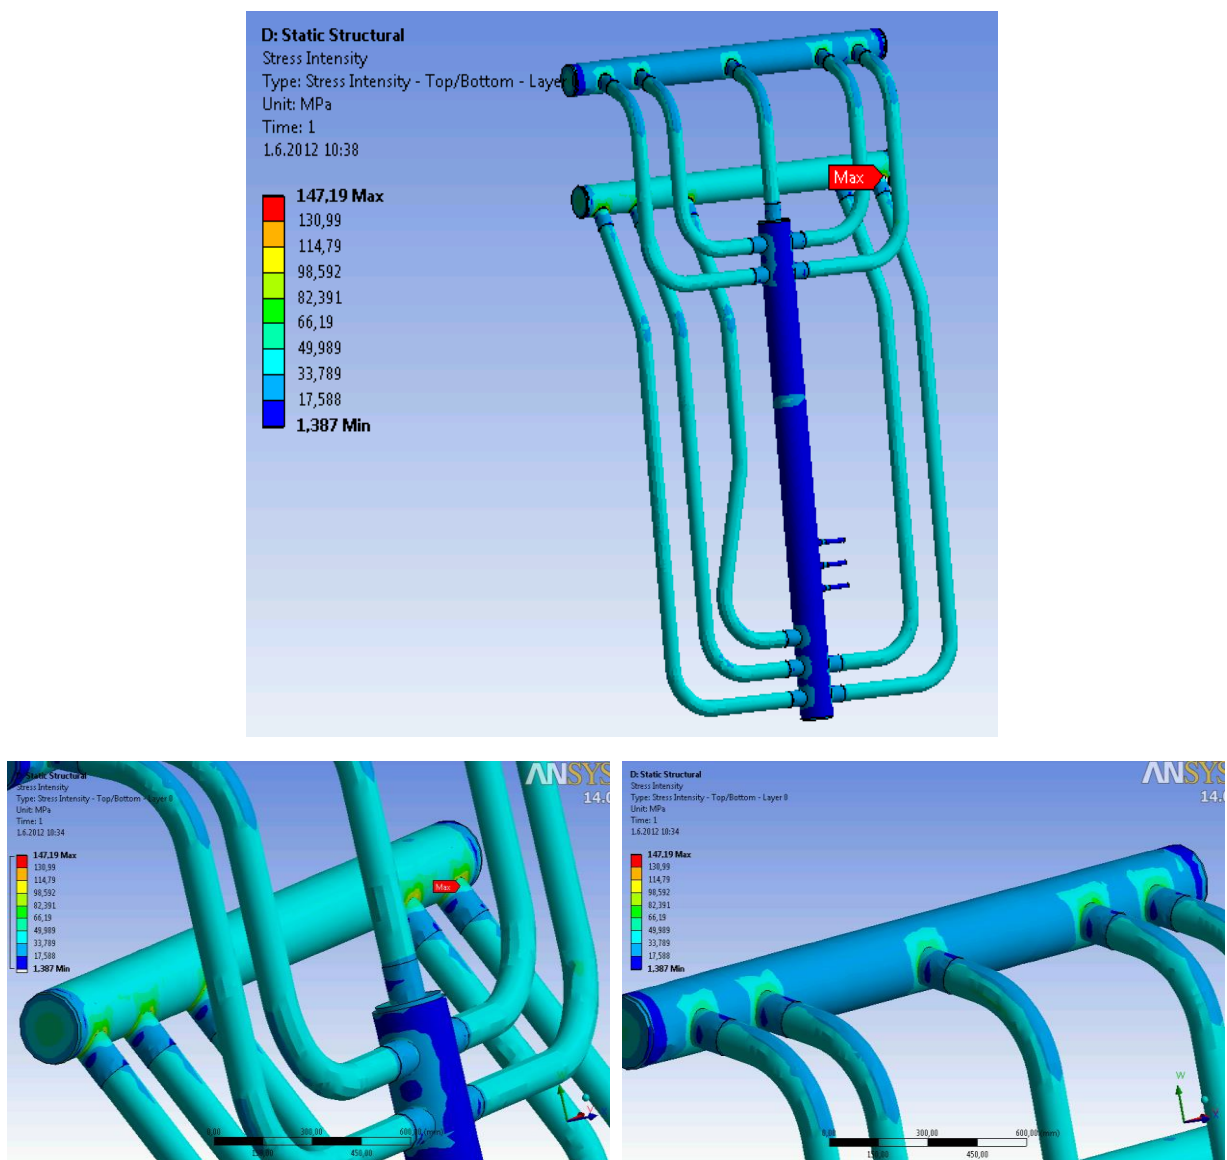 D: Static Structural
Stress Intensity
Type: Stress Intensity - Top/Bottom - Laye
Unit: MPa
Time: 1
1.6.2012 10:38
147,19 Max
130,99
114,79
98,592
82,391
66,19
49,989
33,789
17,588
1,387 Min
Max
D: Static Structural
Stress Intensity
Type: Stress Intensity - Top/Bottom - Layer 0
Unit: MPa
Time: 1
1.6.2012 10:34
147,19 Max
130,99
114,79
98,592
82,391
66,19
49,989
33,789
17,588
1,387 Min
Max
ANSYS
14.0
0,00 300,00 600,00 (mm)
150,00 450,00
D: Static Structural
Stress Intensity
Type: Stress Intensity - Top/Bottom - Layer 0
Unit: MPa
Time: 1
1.6.2012 10:34
147,19 Max
130,99
114,79
98,592
82,391
66,19
49,989
33,789
17,588
1,387 Min
ANSYS
14.0
W
0,00 300,00 600,00 (mm)
150,00 450,00